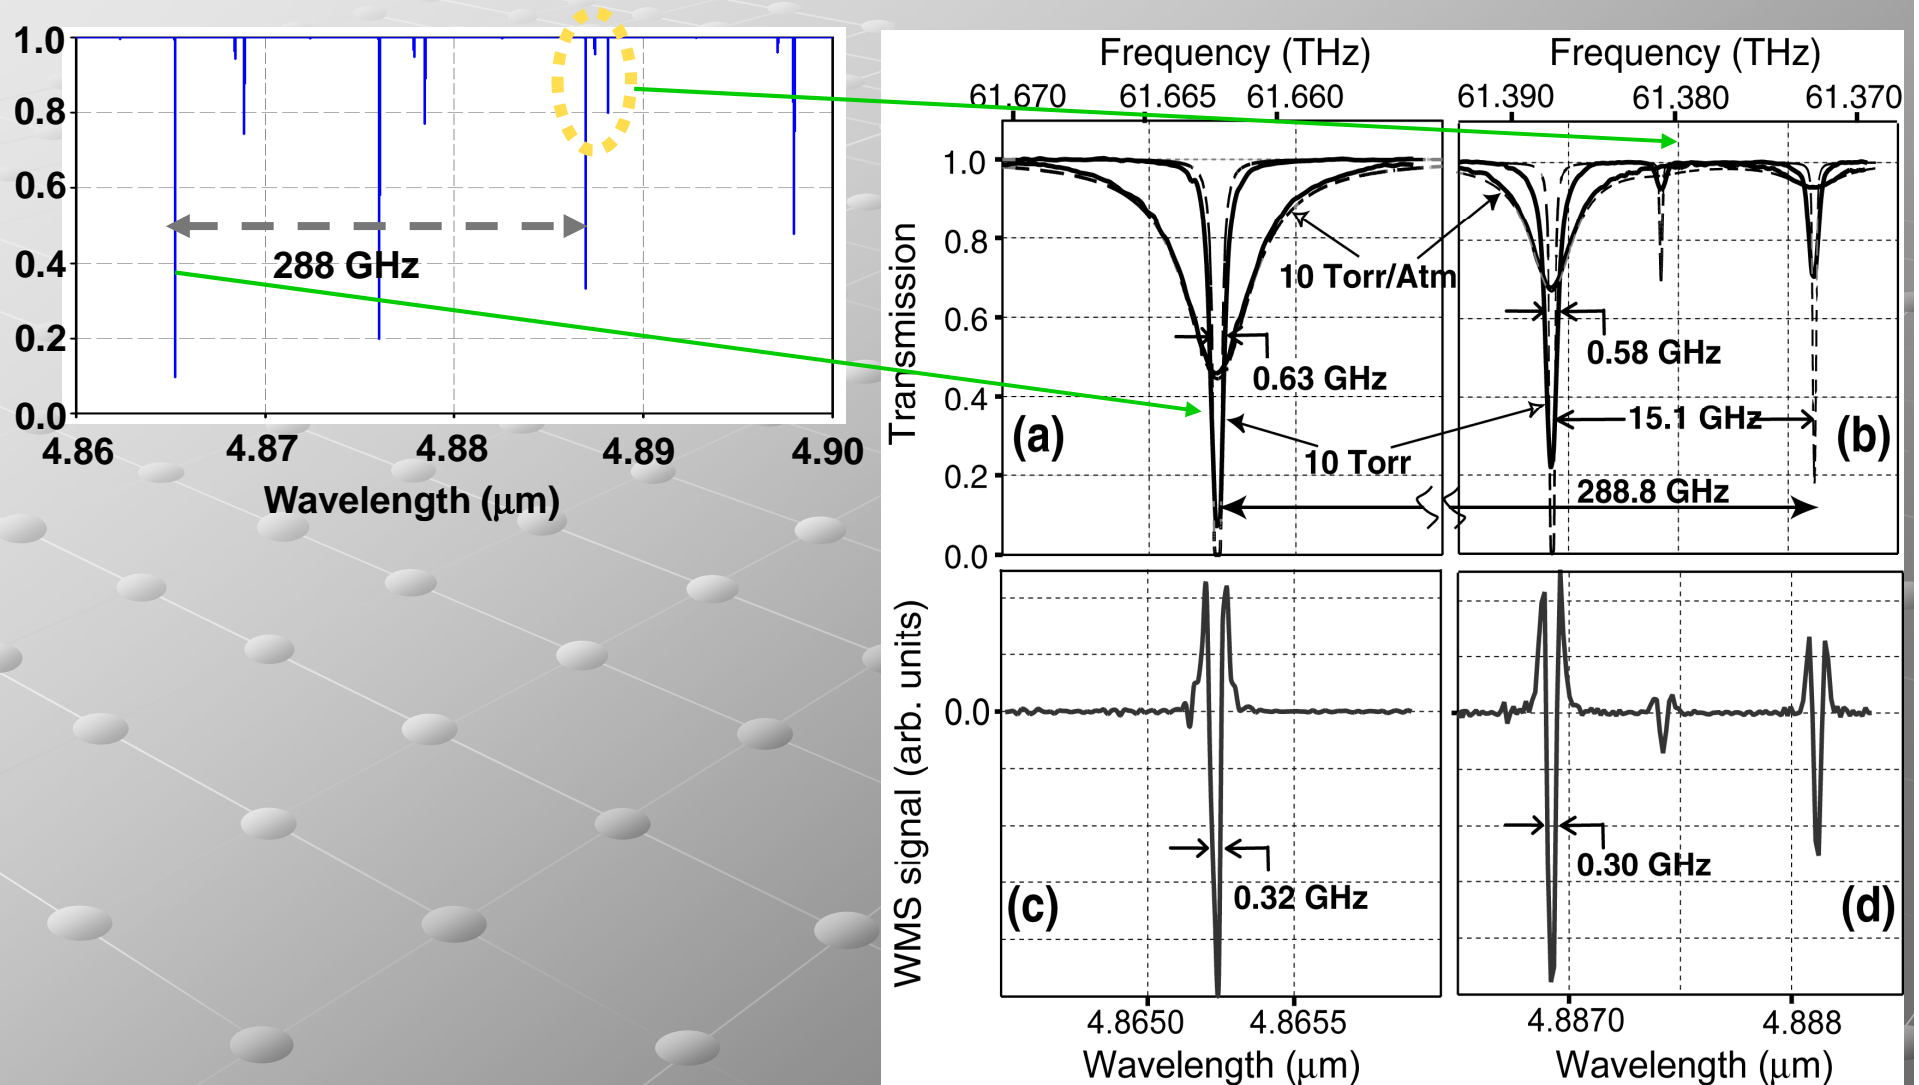 1.0
0.8
0.6
0.4
0.2
0.0
288 GHz
4.86 4.87 4.88 4.89 4.90
Wavelength (μm)
Frequency (THz) Frequency (THz)
61.670 61.665 61.660 61.390 61.380 61.370
1.0
0.8
0.6
0.4
0.2
0.0
Transmission
10 Torr/Atm
0.63 GHz
0.58 GHz
(a)
15.1 GHz
(b)
10 Torr
288.8 GHz
WMS signal (arb. units)
0.0
(c)
0.32 GHz
0.30 GHz
(d)
4.8650 4.8655 4.8870 4.888
Wavelength (μm) Wavelength (μm)